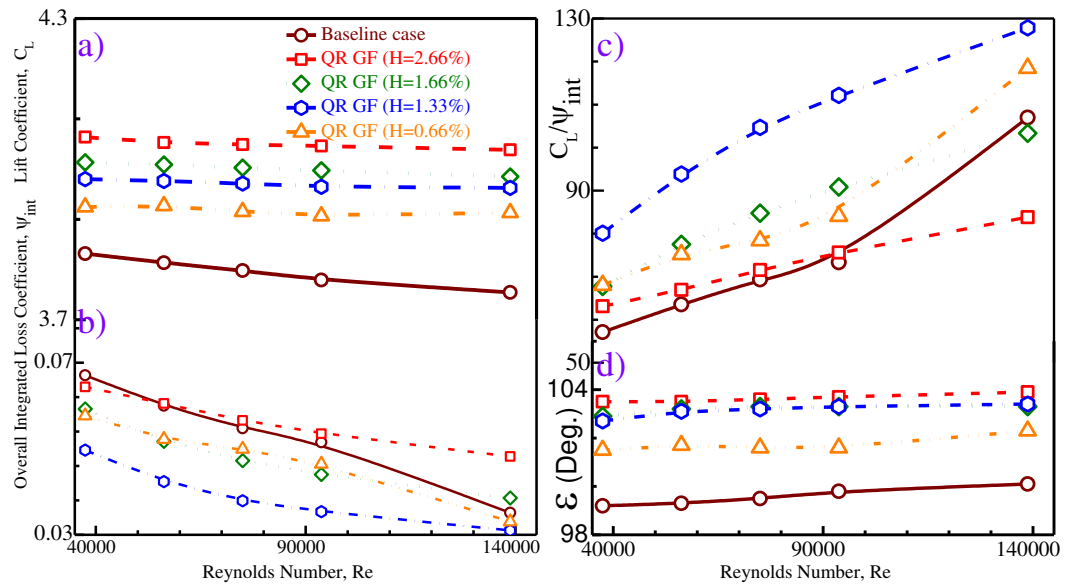 4.3
a)
Baseline case
QR GF (H=2.66%)
QR GF (H=1.66%)
QR GF (H=1.33%)
QR GF (H=0.66%)
Lift Coefficient, C_L
3.7
b)
0.07
Overall Integrated Loss Coefficient, ψ_int
0.03
40000 90000 140000
Reynolds Number, Re
130
c)
C_L/ψ_int
90
50
d)
104
ε (Deg.)
98
40000 90000 140000
Reynolds Number, Re